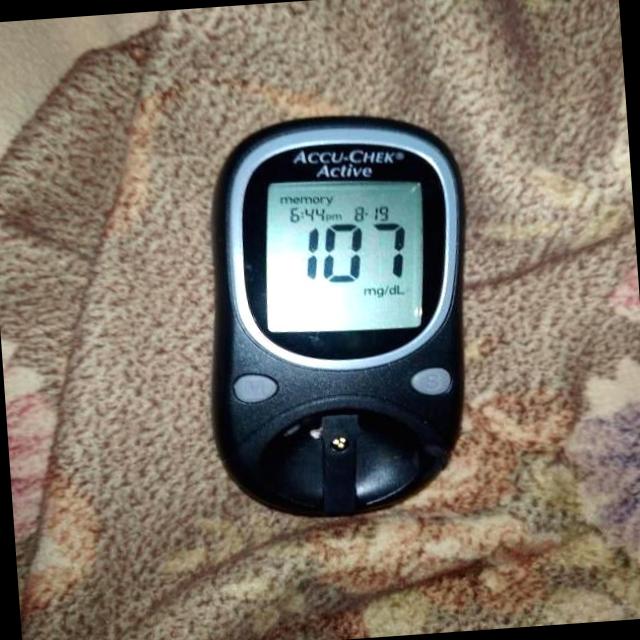 ACCU-CHEK®
Active
memory
6:44pm 8-19
107
mg/dL
M
S